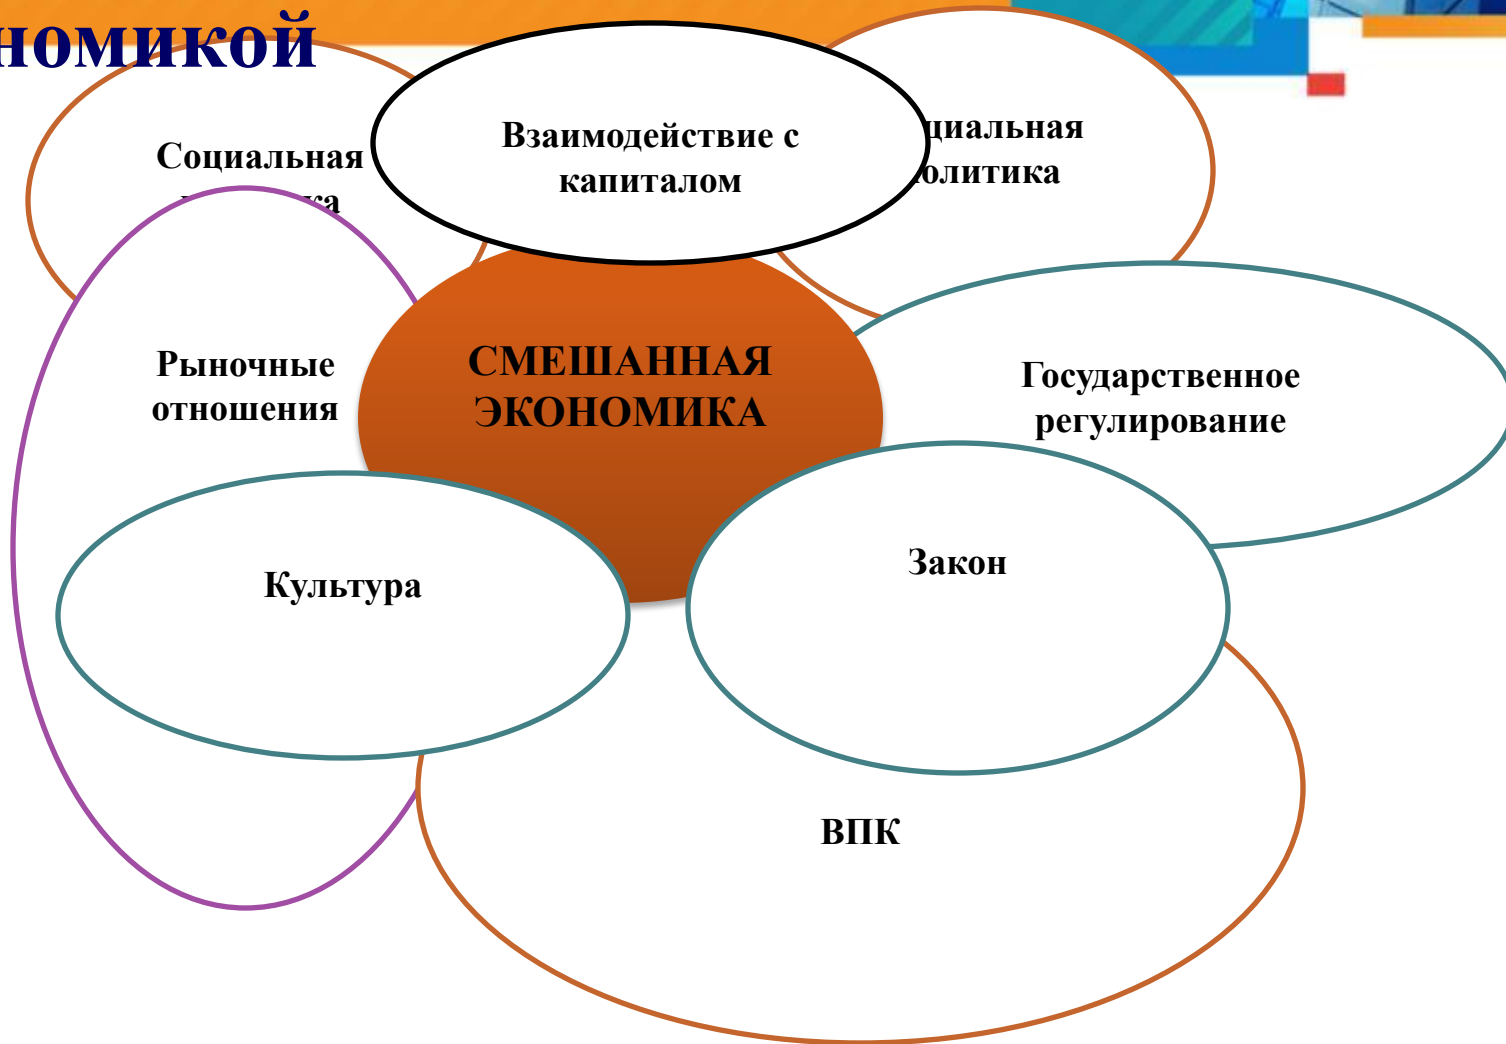 номикой
Взаимодействие с
капиталом
циальная
олитика
Социальная
Рыночные
отношения
СМЕШАННАЯ
ЭКОНОМИКА
Государственное
регулирование
Культура
Закон
ВПК